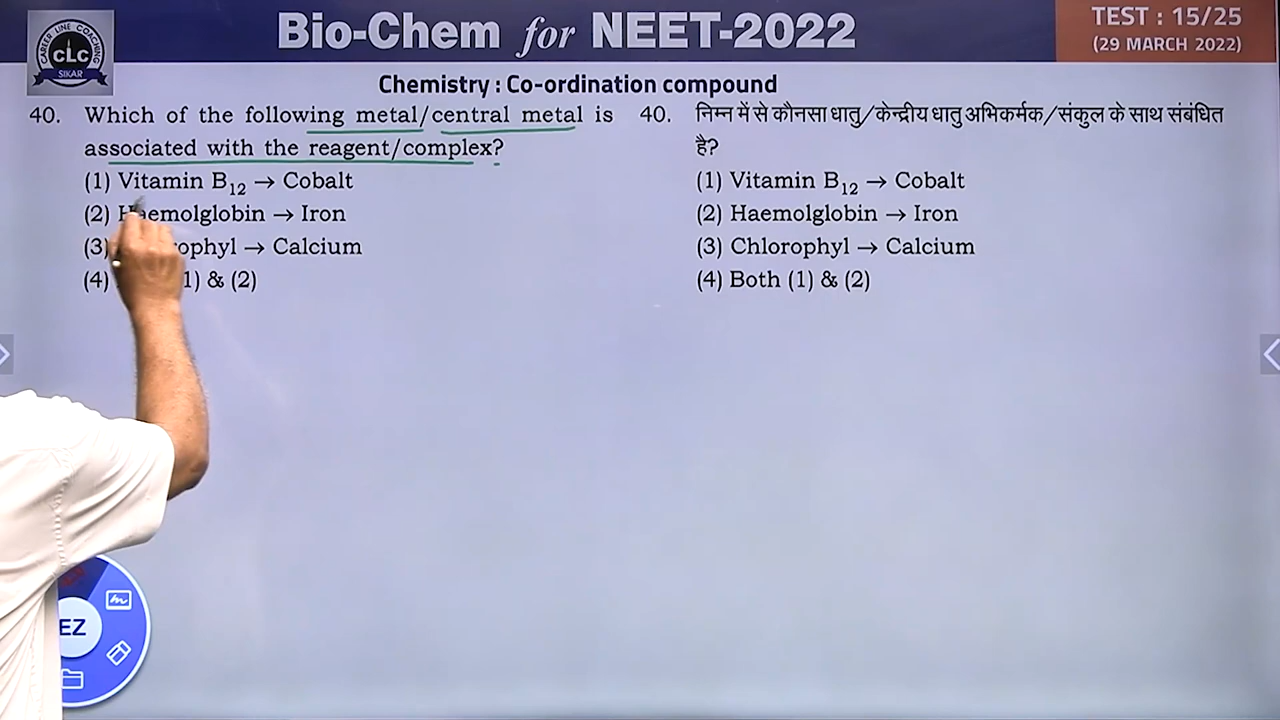 CAREER LINE COACHING
CLC
SIKAR
Bio-Chem for NEET-2022
TEST : 15/25
(29 MARCH 2022)
Chemistry : Co-ordination compound
40. Which of the following metal/central metal is
associated with the reagent/complex?
(1) Vitamin B12 → Cobalt
(2) Haemolglobin → Iron
(3) ophyl → Calcium
(4) 1) & (2)
40. निम्न में से कौनसा धातु/केन्द्रीय धातु अभिकर्मक/संकुल के साथ संबंधित
है?
(1) Vitamin B12 → Cobalt
(2) Haemolglobin → Iron
(3) Chlorophyl → Calcium
(4) Both (1) & (2)
EZ